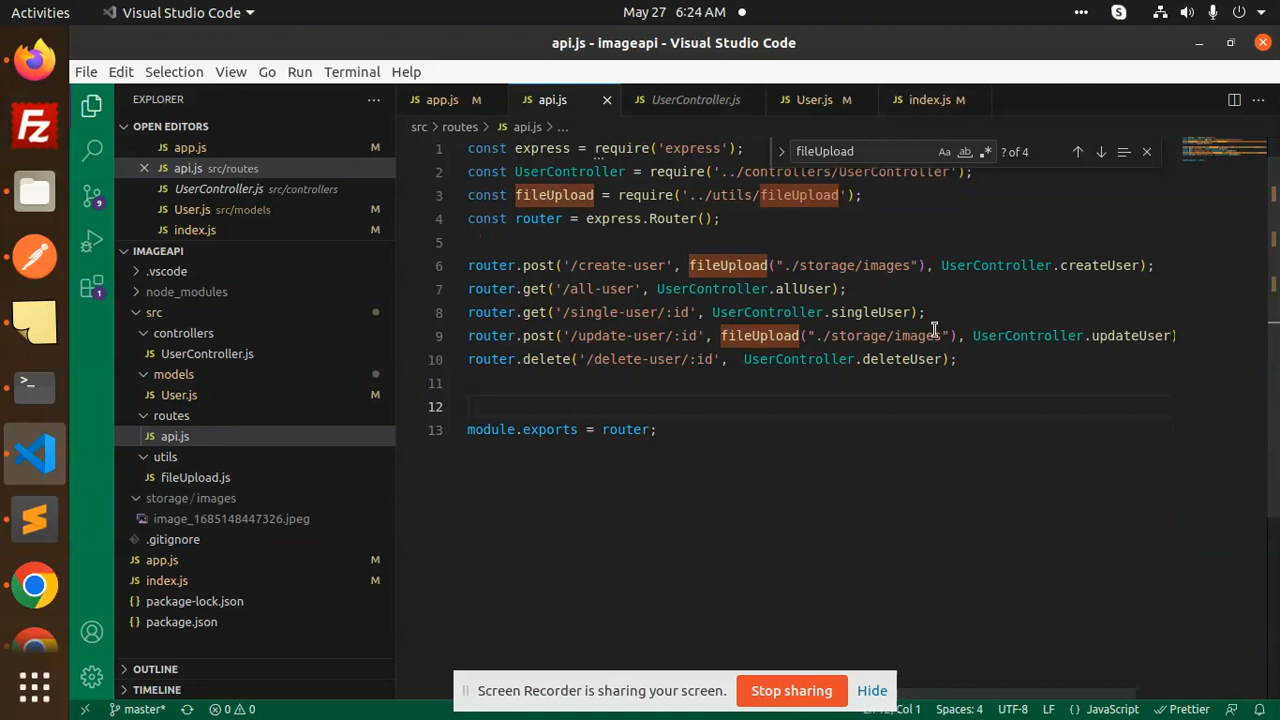 Activities Visual Studio Code May 27 6:24 AM
api.js - imageapi - Visual Studio Code
File Edit Selection View Go Run Terminal Help
EXPLORER
OPEN EDITORS
app.js M
api.js src/routes
UserController.js src/controllers
User.js src/models M
index.js M
IMAGEAPI
.vscode
node_modules
src
controllers
UserController.js
models
User.js M
routes
api.js
utils
fileUpload.js
storage / images
image_1685148447326.jpeg
.gitignore
app.js M
index.js M
package-lock.json
package.json
OUTLINE
TIMELINE
9
1
app.js M api.js UserController.js User.js M index.js M
src routes api.js ...
fileUpload Aa ab .* ? of 4
1 const express = require('express');
2 const UserController = require('../controllers/UserController');
3 const fileUpload = require('../utils/fileUpload');
4 const router = express.Router();
5
6 router.post('/create-user', fileUpload("./storage/images"), UserController.createUser);
7 router.get('/all-user', UserController.allUser);
8 router.get('/single-user/:id', UserController.singleUser);
9 router.post('/update-user/:id', fileUpload("./storage/images"), UserController.updateUser)
10 router.delete('/delete-user/:id', UserController.deleteUser);
11
12
13 module.exports = router;
Screen Recorder is sharing your screen. Stop sharing Hide
master* 0 0 Col 1 Spaces: 4 UTF-8 LF JavaScript Prettier